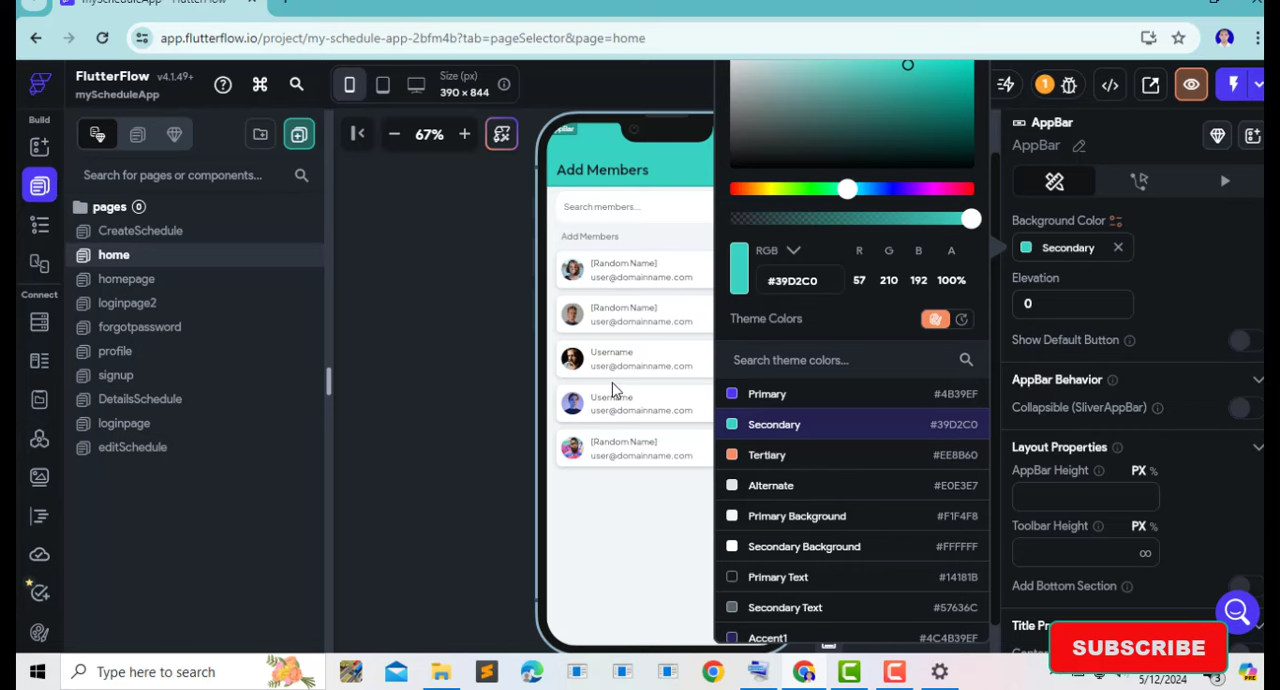 app.flutterflow.io/project/my-schedule-app-2bfm4b?tab=pageSelector&page=home
FlutterFlow v4.1.49+
myScheduleApp
Size (px)
390 × 844
1
Build
67%
Search for pages or components...
pages 0
CreateSchedule
home
homepage
loginpage2
forgotpassword
profile
signup
DetailsSchedule
loginpage
editSchedule
Connect
Add Members
Search members...
Add Members
[Random Name]
user@domainname.com
[Random Name]
user@domainname.com
Username
user@domainname.com
Username
user@domainname.com
[Random Name]
user@domainname.com
RGB R G B A
#39D2C0 57 210 192 100%
Theme Colors
Search theme colors...
Primary #4B39EF
Secondary #39D2C0
Tertiary #EE8B60
Alternate #E0E3E7
Primary Background #F1F4F8
Secondary Background #FFFFFF
Primary Text #14181B
Secondary Text #57636C
Accent1 #4C4B39EF
AppBar
AppBar
Background Color
Secondary
Elevation
0
Show Default Button
AppBar Behavior
Collapsible (SliverAppBar)
Layout Properties
AppBar Height PX %
Toolbar Height PX %
∞
Add Bottom Section
SUBSCRIBE
Type here to search
5/12/2024
3